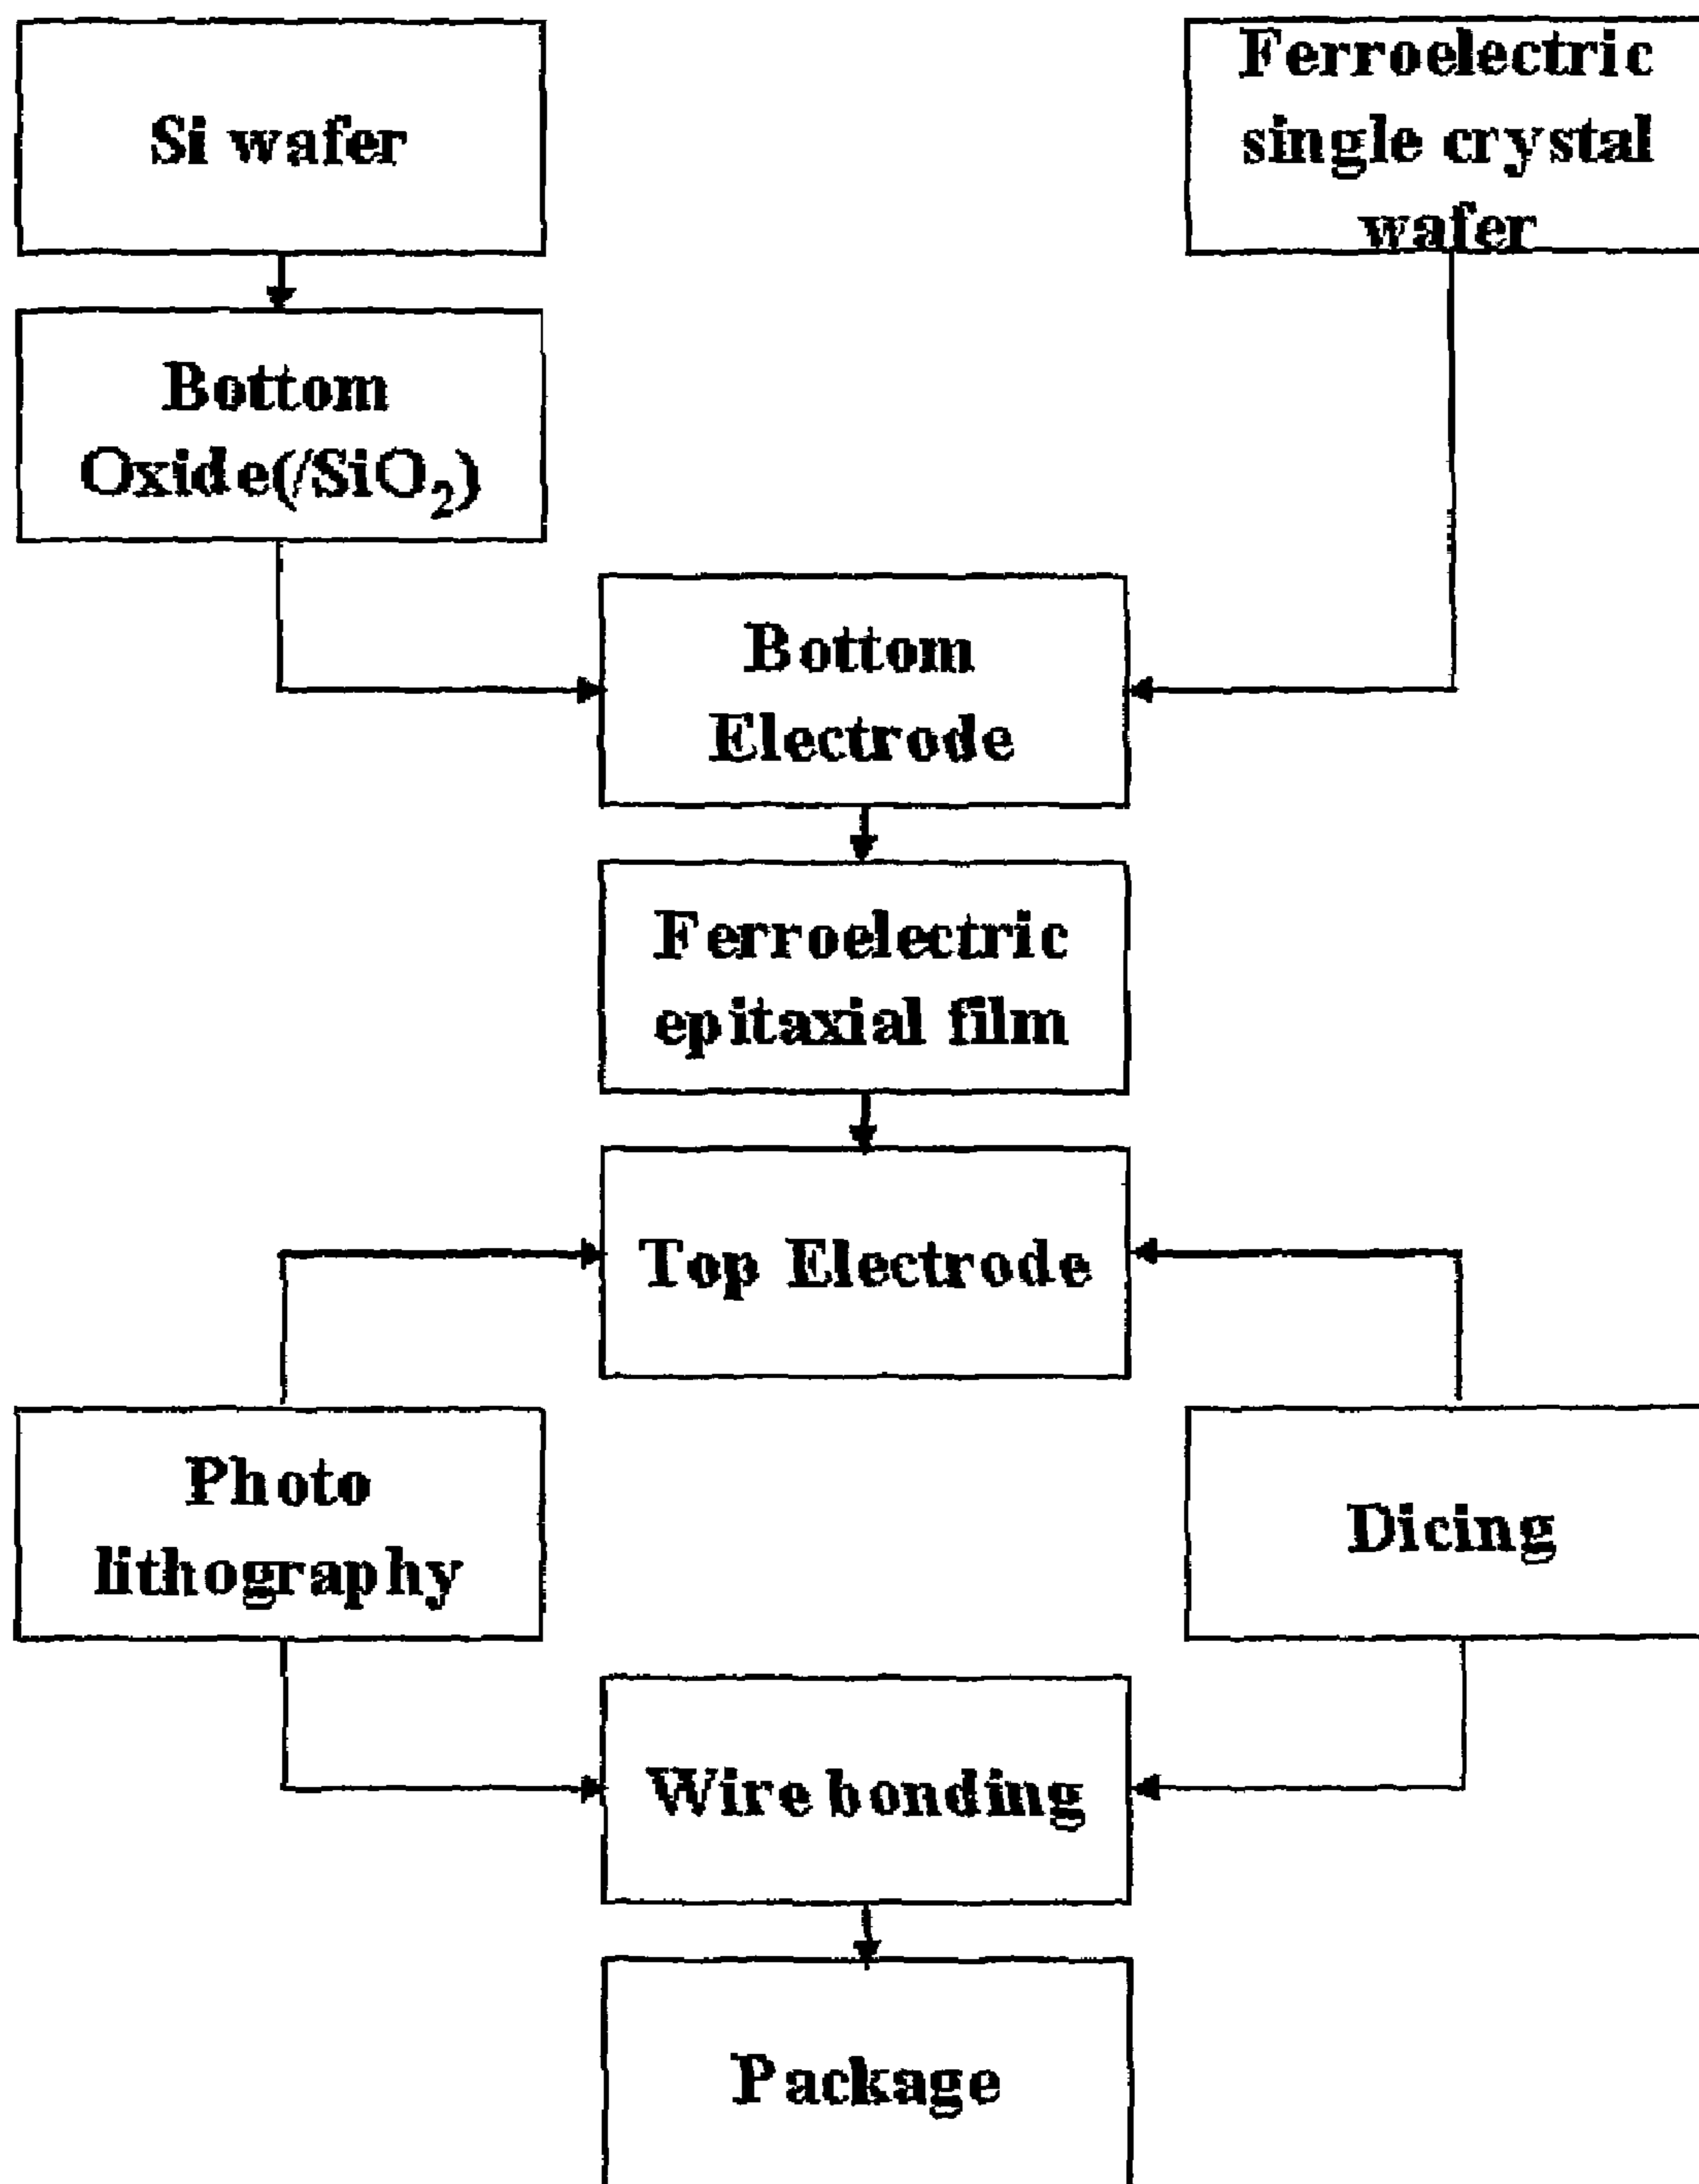 Si wafer
Ferroelectric
single crystal
wafer
Bottom
Oxide(/SiO₂)
Bottom
Electrode
Ferroelectric
epitaxial film
Top Electrode
Photo
lithography
Dicing
Wire bonding
Package